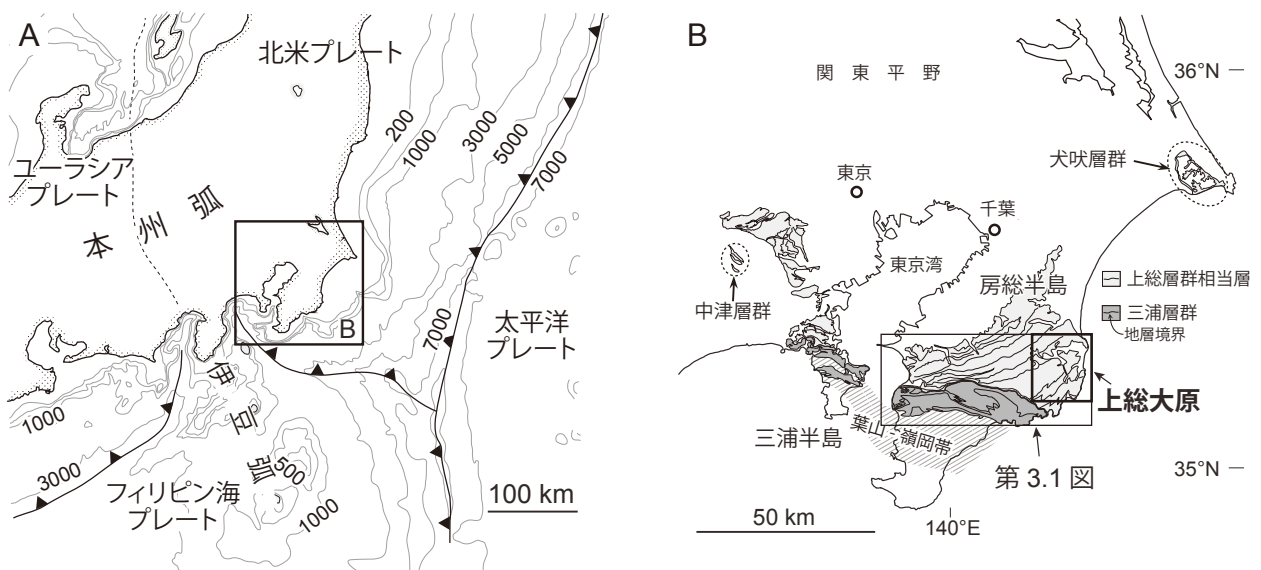 A
北米プレート
200
1000
3000
5000
7000
ユーラシア
プレート
本州弧
B
7000
太平洋
プレート
伊豆弧
1000
3000
500
1000
フィリピン海
プレート
100 km
B
関東平野
36°N
犬吠層群
東京
千葉
東京湾
中津層群
房総半島
上総層群相当層
三浦層群
地層境界
上総大原
三浦半島
葉山-嶺岡帯
第 3.1 図
35°N
50 km
140°E